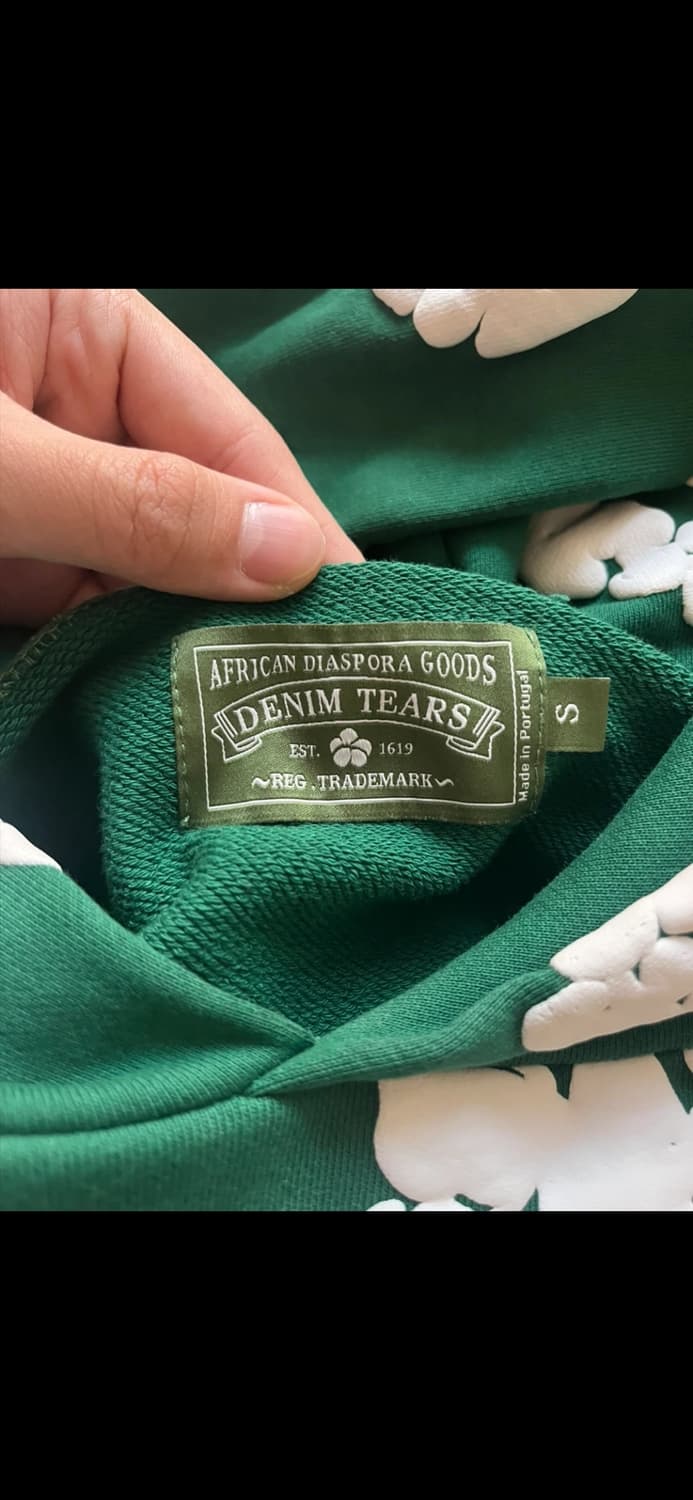 AFRICAN DIASPORA GOODS
DENIM TEARS
EST. 1619
~REG.TRADEMARK~
Made in Portugal
S